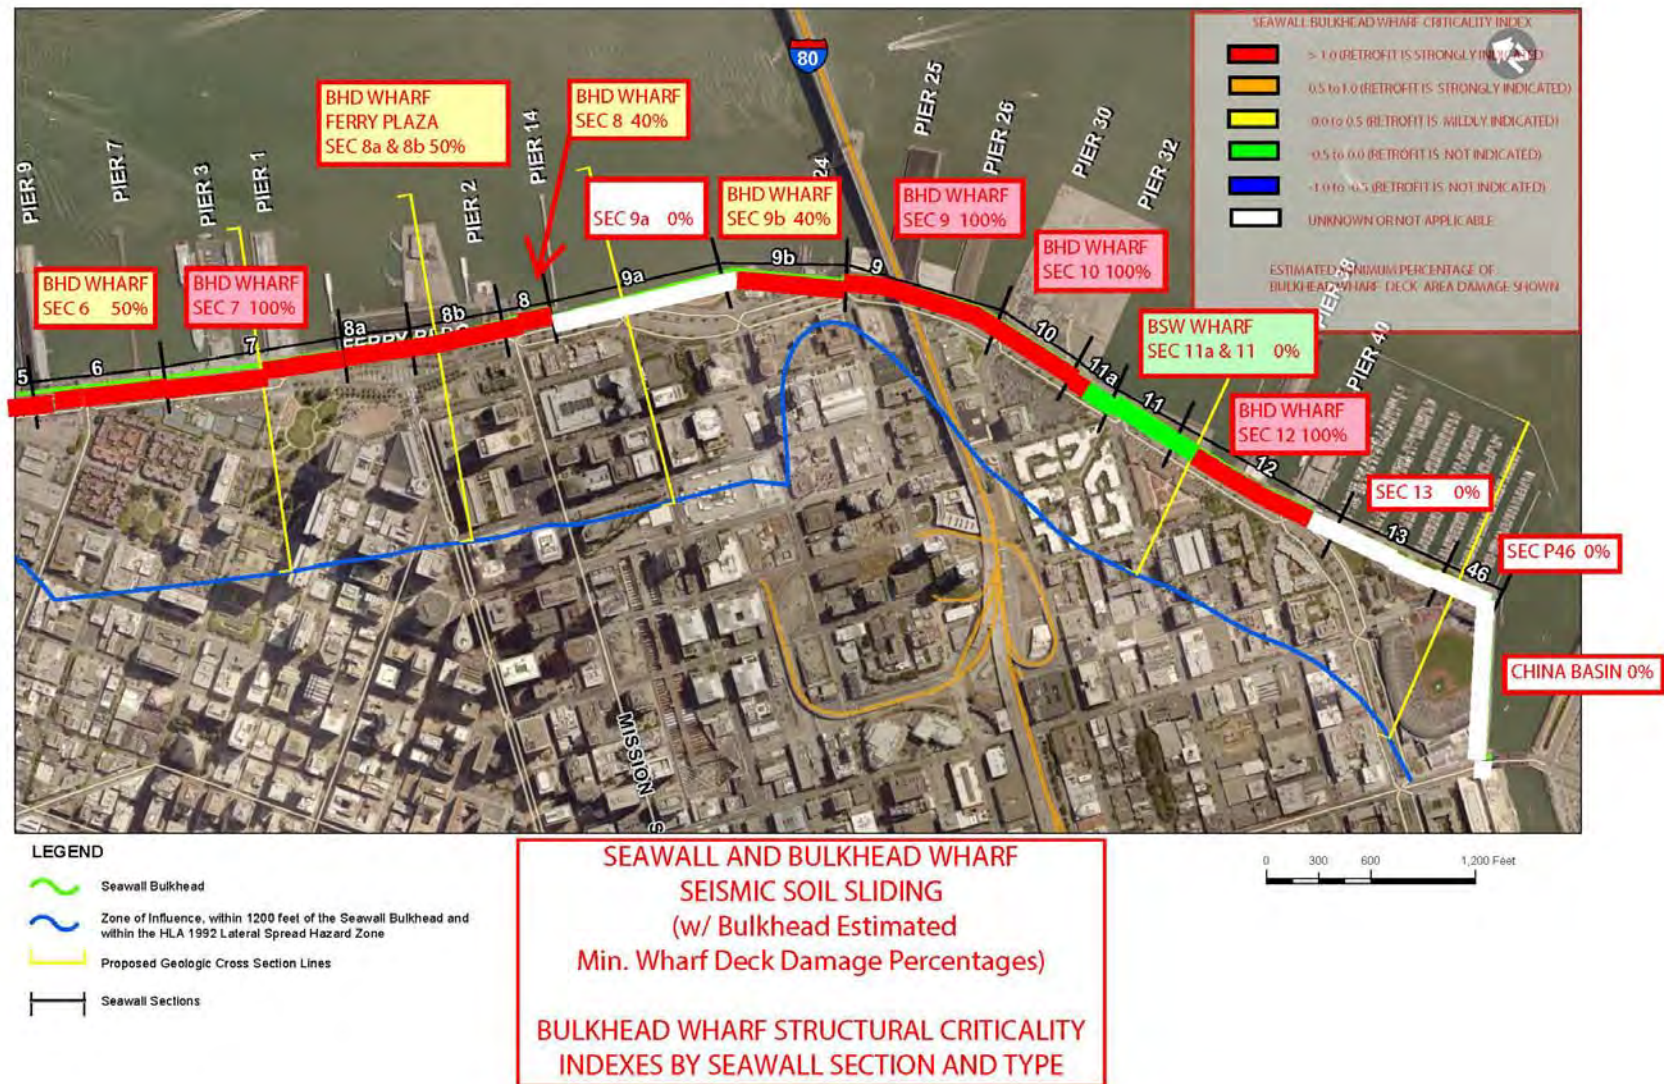 SEAWALL BULKHEAD WHARF CRITICALITY INDEX
> 1.0 (RETROFIT IS STRONGLY INDICATED
0.5 to 1.0 (RETROFIT IS STRONGLY INDICATED)
0.0 to 0.5 (RETROFIT IS MILDLY INDICATED)
-0.5 to 0.0 (RETROFIT IS NOT INDICATED)
-1.0 to -0.5 (RETROFIT IS NOT INDICATED)
UNKNOWN OR NOT APPLICABLE
ESTIMATED MINIMUM PERCENTAGE OF
BULKHEAD WHARF DECK AREA DAMAGE SHOWN
80
PIER 9
PIER 7
PIER 3
PIER 1
PIER 2
PIER 14
24
PIER 25
PIER 26
PIER 30
PIER 32
PIER 38
PIER 40
BHD WHARF
FERRY PLAZA
SEC 8a & 8b 50%
BHD WHARF
SEC 8 40%
SEC 9a 0%
BHD WHARF
SEC 9b 40%
BHD WHARF
SEC 9 100%
BHD WHARF
SEC 10 100%
BHD WHARF
SEC 6 50%
BHD WHARF
SEC 7 100%
BSW WHARF
SEC 11a & 11 0%
BHD WHARF
SEC 12 100%
SEC 13 0%
SEC P46 0%
CHINA BASIN 0%
5
6
7
8a
8b
8
9a
9b
9
10
11a
11
12
13
46
MISSION S
LEGEND
Seawall Bulkhead
Zone of Influence, within 1200 feet of the Seawall Bulkhead and
within the HLA 1992 Lateral Spread Hazard Zone
Proposed Geologic Cross Section Lines
Seawall Sections
SEAWALL AND BULKHEAD WHARF
SEISMIC SOIL SLIDING
(w/ Bulkhead Estimated
Min. Wharf Deck Damage Percentages)
BULKHEAD WHARF STRUCTURAL CRITICALITY
INDEXES BY SEAWALL SECTION AND TYPE
0 300 600 1,200 Feet